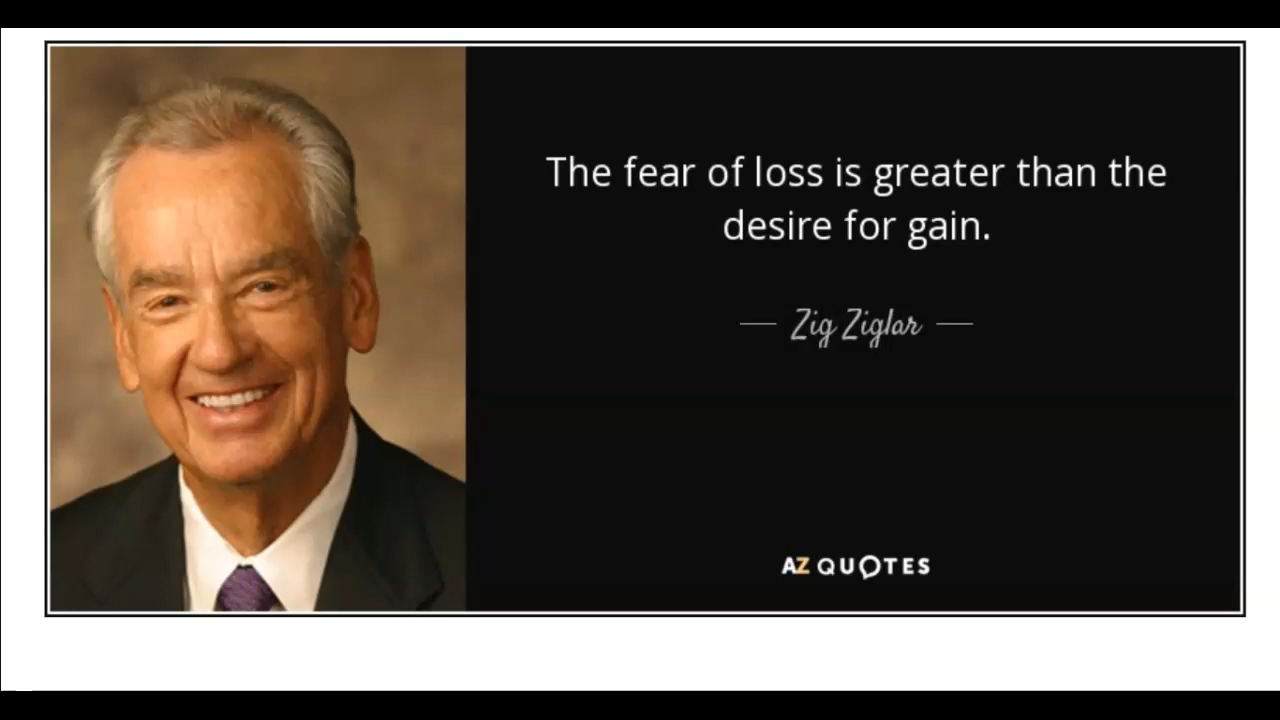 The fear of loss is greater than the
desire for gain.
— Zig Ziglar —
AZ QUOTES